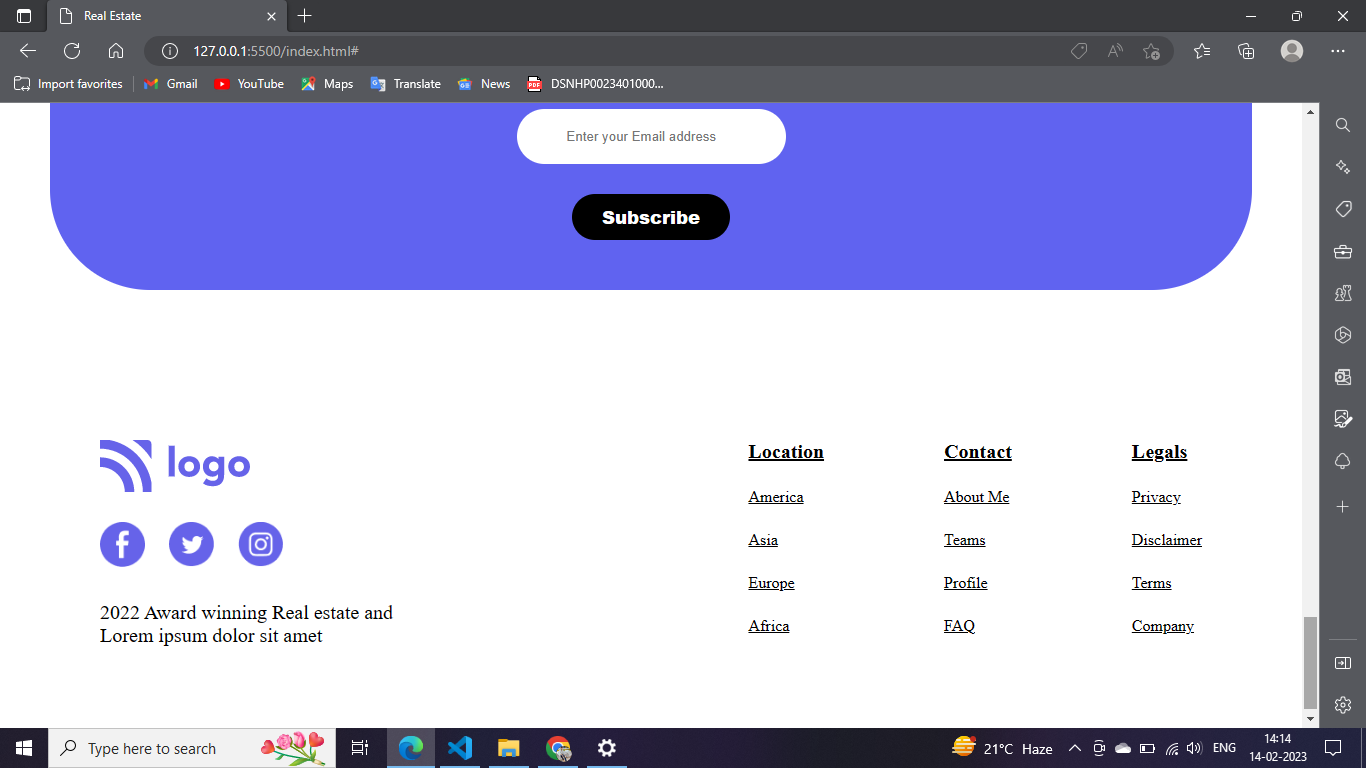 Real Estate
127.0.0.1:5500/index.html#
Import favorites
Gmail
YouTube
Maps
Translate
News
DSNHP0023401000...
Enter your Email address
Subscribe
logo
2022 Award winning Real estate and
Lorem ipsum dolor sit amet
Location
America
Asia
Europe
Africa
Contact
About Me
Teams
Profile
FAQ
Legals
Privacy
Disclaimer
Terms
Company
Type here to search
21°C Haze
ENG
14:14
14-02-2023